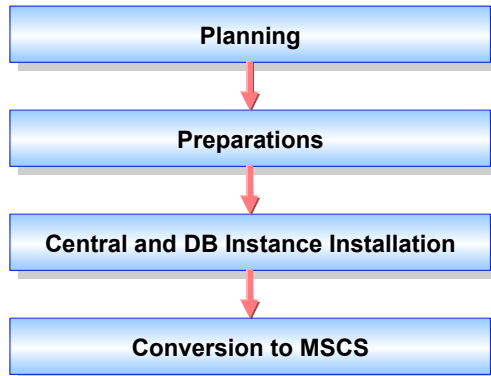 Planning
Preparations
Central and DB Instance Installation
Conversion to MSCS